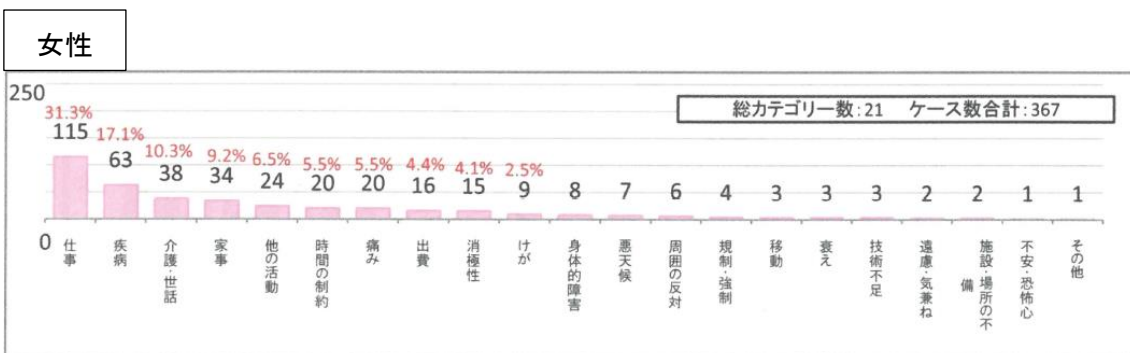 女性
250
総カテゴリー数:21 ケース数合計:367
31.3%
17.1%
10.3%
9.2%
6.5%
5.5%
5.5%
4.4%
4.1%
2.5%
115
63
38
34
24
20
20
16
15
9
8
7
6
4
3
3
3
2
2
1
1
0
仕事
疾病
介護・世話
家事
他の活動
時間の制約
痛み
出費
消極性
けが
身体的障害
悪天候
周囲の反対
規制・強制
移動
衰え
技術不足
遠慮・気兼ね
施設・場所の不
備
不安・恐怖心
その他